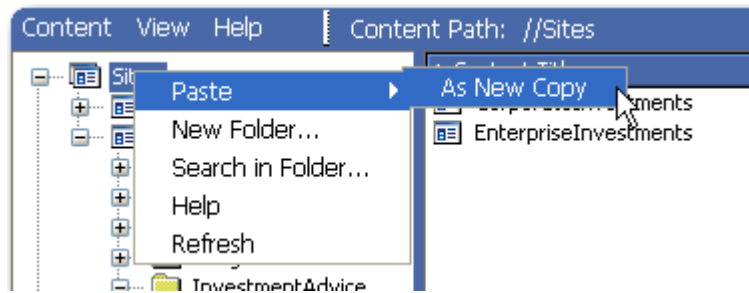 Content View Help Content Path: //Sites
Paste As New Copy
New Folder...
EnterpriseInvestments
Search in Folder...
Help
Refresh
InvestmentAdvice